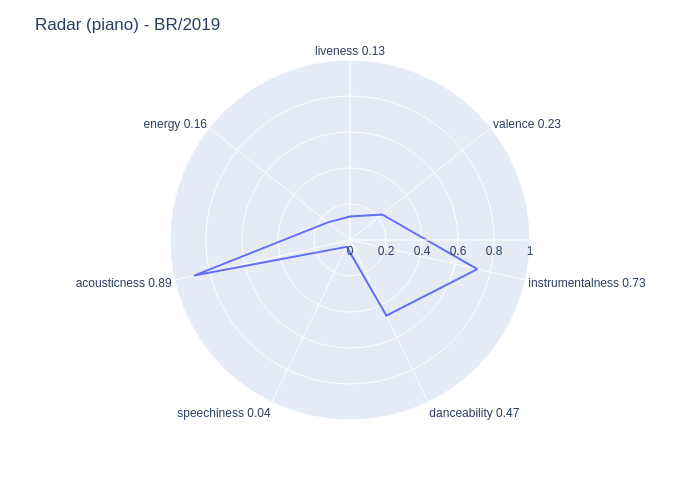 Radar (piano) - BR/2019
liveness 0.13
energy 0.16
valence 0.23
0
0.2
0.4
0.6
0.8
1
acousticness 0.89
instrumentalness 0.73
speechiness 0.04
danceability 0.47